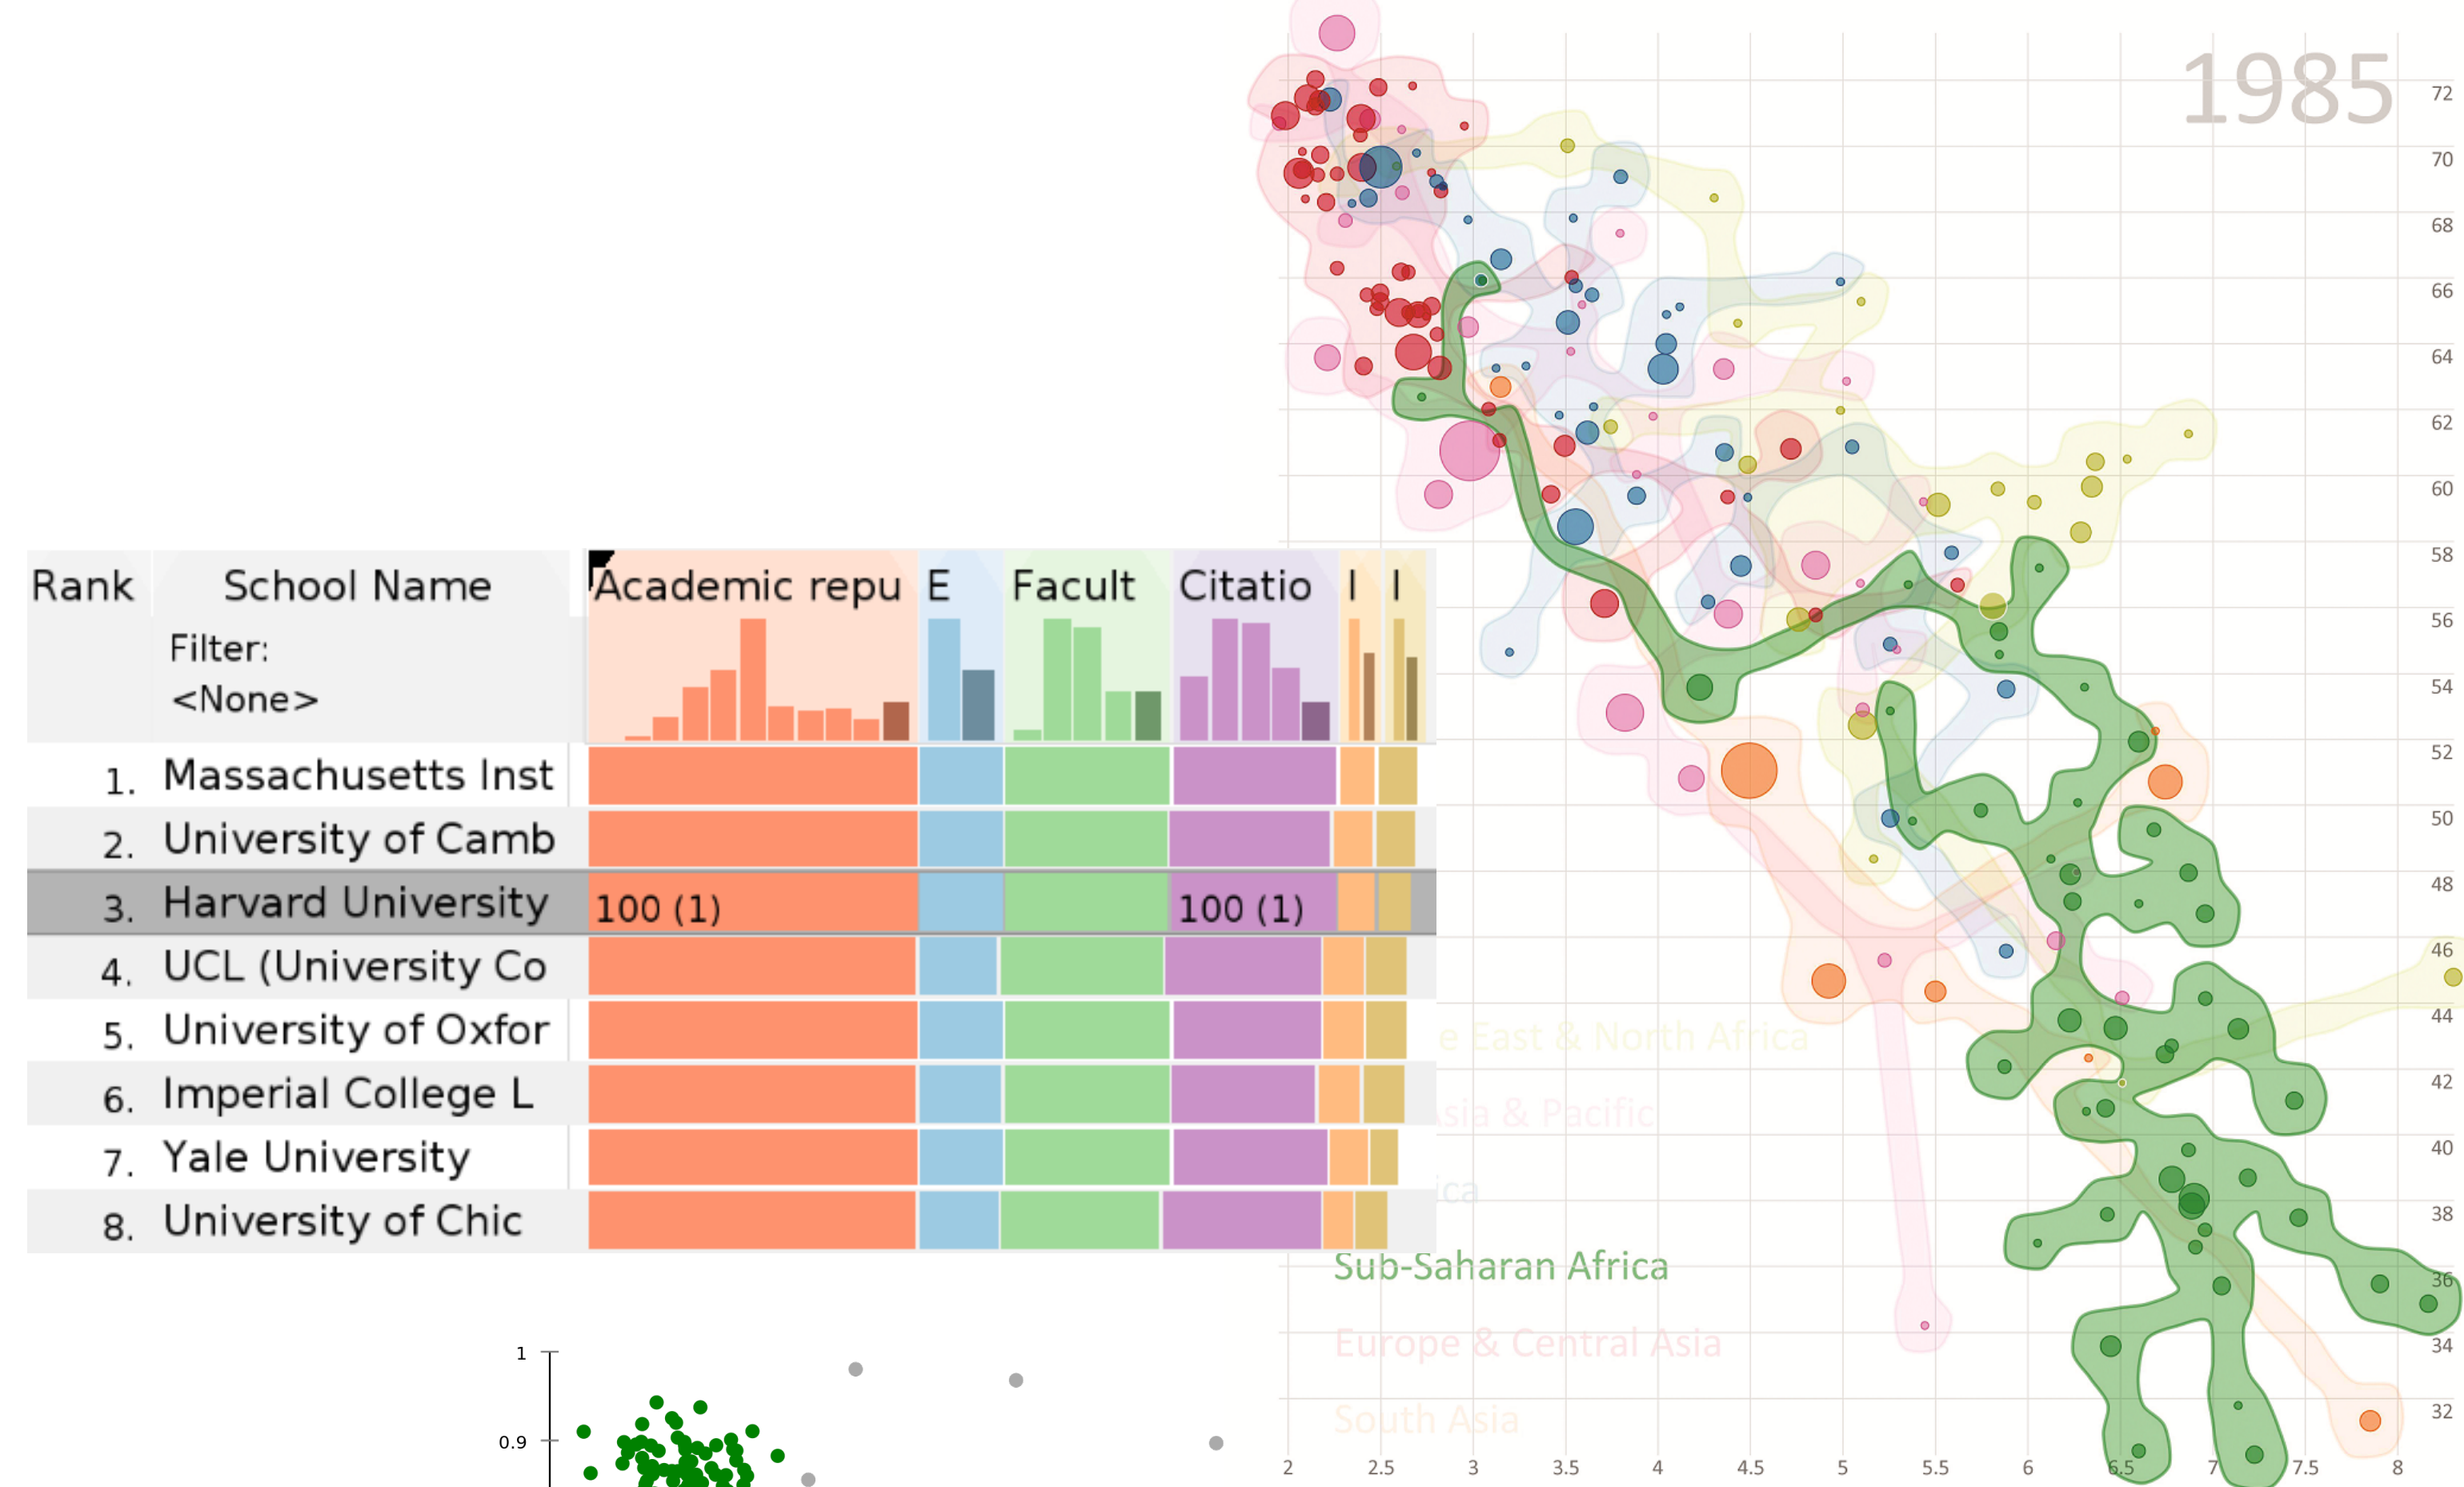 1985
72
70
68
66
64
62
60
58
56
54
52
50
48
46
44
42
40
38
36
34
32
Rank School Name Academic repu E Facult Citatio I I
Filter:
<None>
1. Massachusetts Inst
2. University of Camb
3. Harvard University 100 (1) 100 (1)
4. UCL (University Co
5. University of Oxfor
6. Imperial College L
7. Yale University
8. University of Chic
e East & North Africa
Asia & Pacific
ica
Sub-Saharan Africa
Europe & Central Asia
South Asia
2 2.5 3 3.5 4 4.5 5 5.5 6 6.5 7 7.5 8
1
0.9